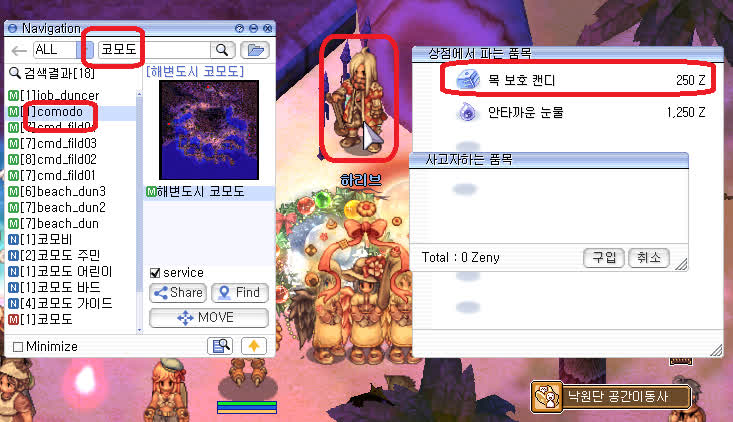 Navigation
ALL
코모도
검색결과[18]
[1]job_duncer
[1]comodo
[7]cmd_fild04
[7]cmd_fild03
[8]cmd_fild02
[7]cmd_fild01
[6]beach_dun3
[7]beach_dun2
[7]beach_dun
[1]코모비
[2]코모도 주민
[1]코모도 어린이
[1]코모도 바드
[4]코모도 가이드
[1]코모도
[해변도시 코모도]
해변도시 코모도
service
Share
Find
MOVE
Minimize
하리브
상점에서 파는 품목
목 보호 캔디 250 Z
안타까운 눈물 1,250 Z
사고자하는 품목
Total : 0 Zeny
구입
취소
낙원단 공간이동사